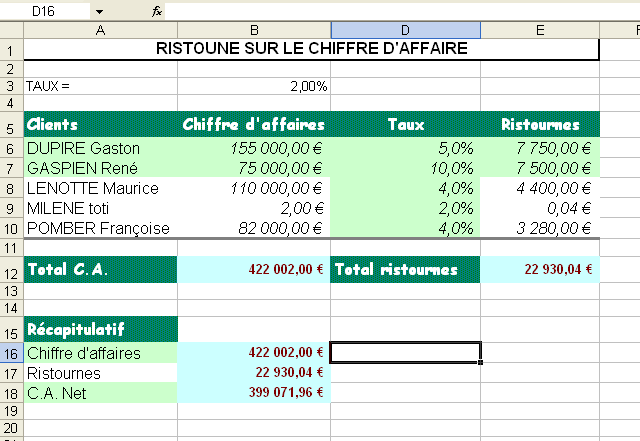 D16 fx
A B C D E F
1 RISTOUNE SUR LE CHIFFRE D'AFFAIRE
2
3 TAUX = 2,00%
4
5 Clients Chiffre d'affaires Taux Ristournes
6 DUPIRE Gaston 155 000,00 € 5,0% 7 750,00 €
7 GASPIEN René 75 000,00 € 10,0% 7 500,00 €
8 LENOTTE Maurice 110 000,00 € 4,0% 4 400,00 €
9 MILENE toti 2,00 € 2,0% 0,04 €
10 POMBER Françoise 82 000,00 € 4,0% 3 280,00 €
11
12 Total C.A. 422 002,00 € Total ristournes 22 930,04 €
13
14
15 Récapitulatif
16 Chiffre d'affaires 422 002,00 €
17 Ristournes 22 930,04 €
18 C.A. Net 399 071,96 €
19
20